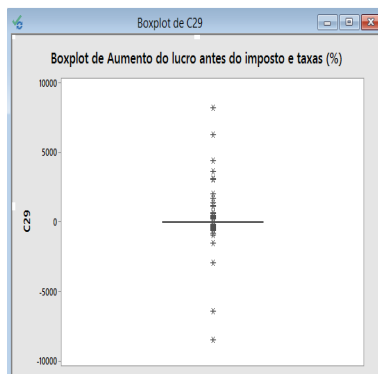 Boxplot de C29
Boxplot de Aumento do lucro antes do imposto e taxas (%)
10000
5000
0
-5000
-10000
C29